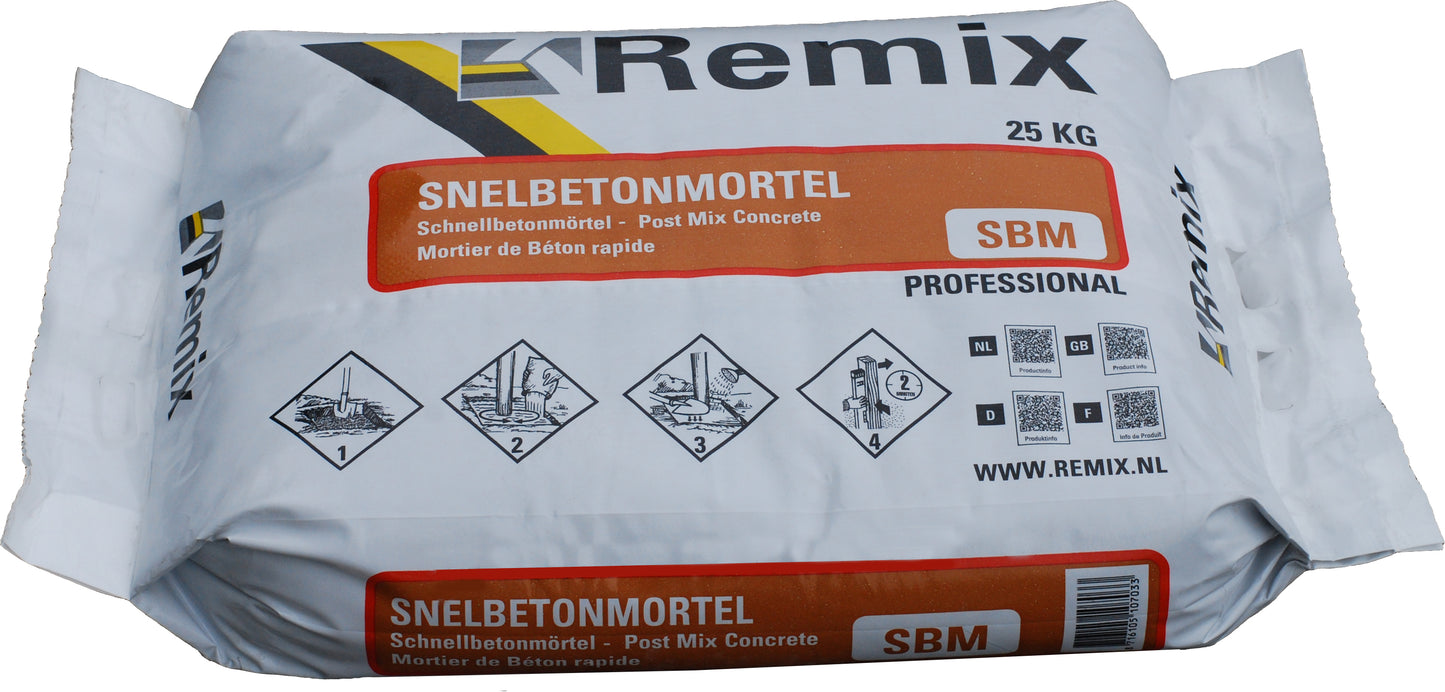 Remix
25 KG
SNELBETONMORTEL
Schnellbetonmörtel - Post Mix Concrete
Mortier de Béton rapide
SBM
PROFESSIONAL
Remix
Remix
1
2
3
4
2
MINUTEN
NL
Productinfo
GB
Product info
D
Produktinfo
F
Info de Produit
WWW.REMIX.NL
SNELBETONMORTEL
Schnellbetonmörtel - Post Mix Concrete
Mortier de Béton rapide
SBM